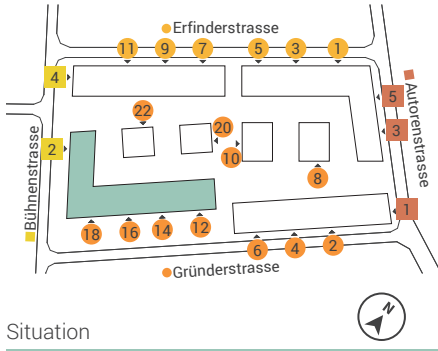 Erfinderstrasse
11 9 7 5 3 1
4
5
Autorenstrasse
22
20
3
2
10
8
Bühnenstrasse
1
18 16 14 12
6 4 2
Gründerstrasse
N
Situation